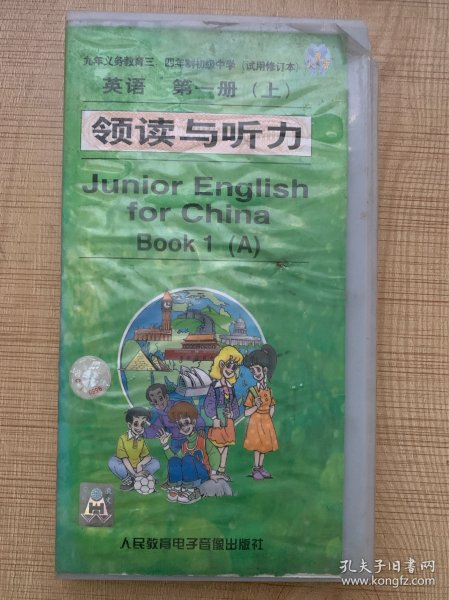 九年义务教育三、四年制初级中学（试用修订本）
英语 第一册（上）
领读与听力
Junior English
for China
Book 1 (A)
人民教育电子音像出版社
孔夫子旧书网
www.kongfz.com